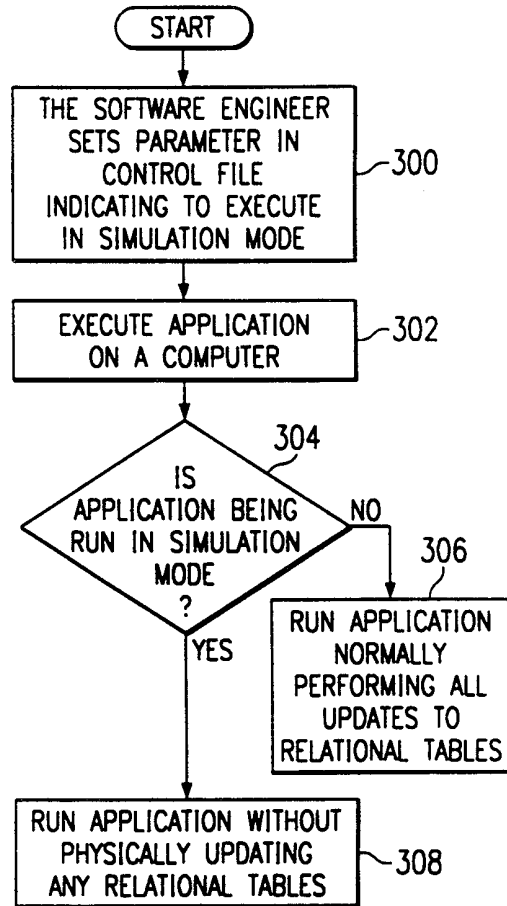 START
THE SOFTWARE ENGINEER
SETS PARAMETER IN
CONTROL FILE
INDICATING TO EXECUTE
IN SIMULATION MODE
300
EXECUTE APPLICATION
ON A COMPUTER
302
304
IS
APPLICATION BEING
RUN IN SIMULATION
MODE
?
NO
YES
306
RUN APPLICATION
NORMALLY
PERFORMING ALL
UPDATES TO
RELATIONAL TABLES
RUN APPLICATION WITHOUT
PHYSICALLY UPDATING
ANY RELATIONAL TABLES
308